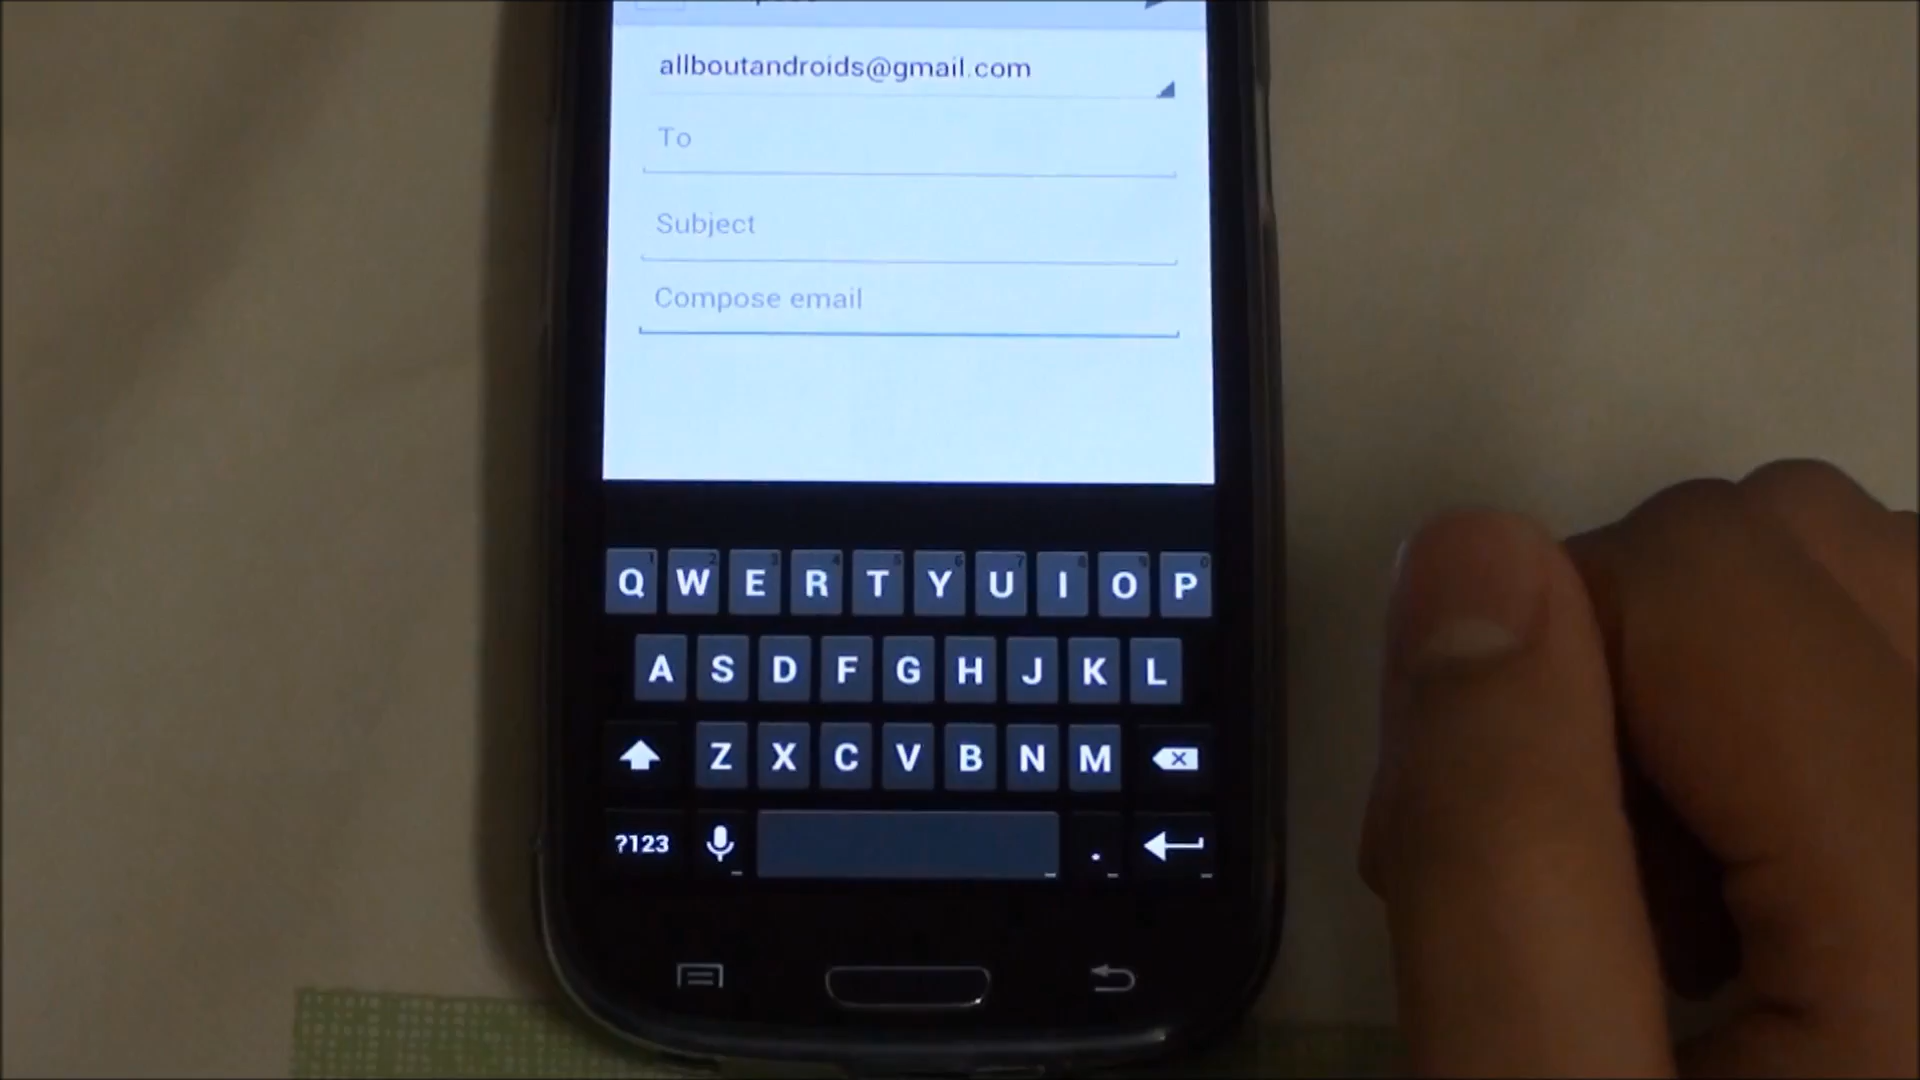 allboutandroids@gmail.com
To
Subject
Compose email
Q W E R T Y U I O P
A S D F G H J K L
Z X C V B N M
?123 .